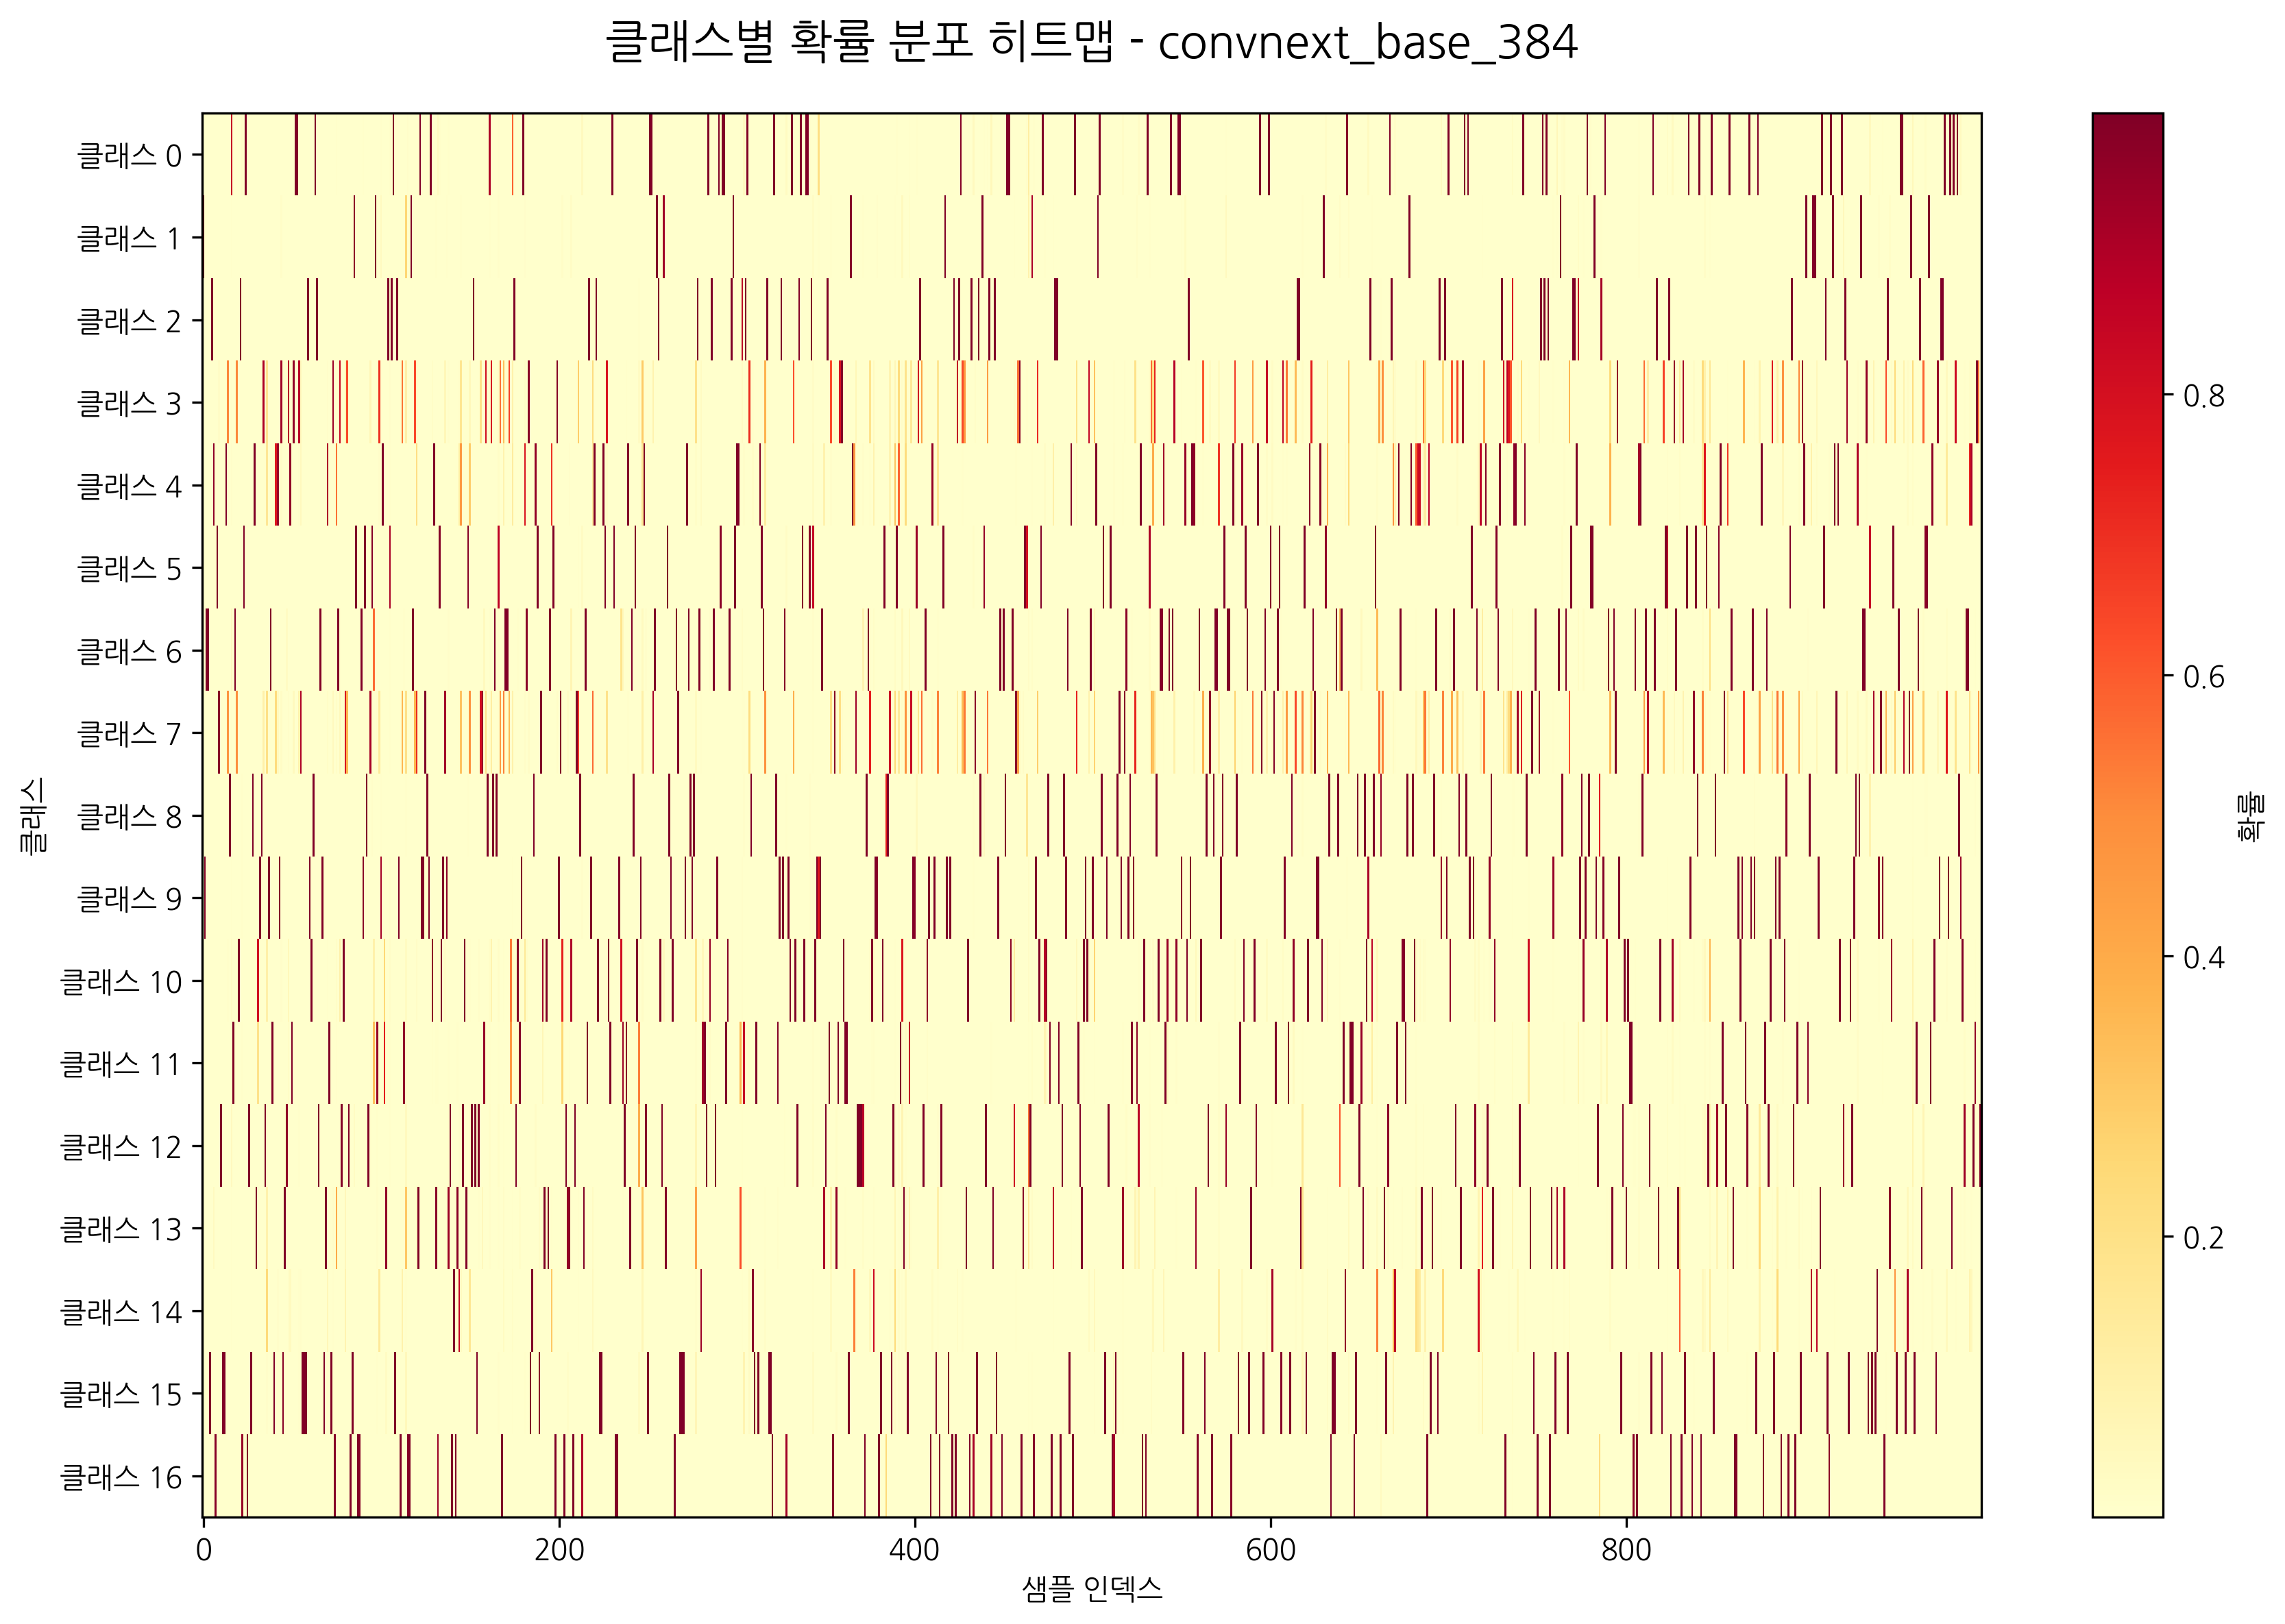 클래스별 확률 분포 히트맵 - convnext_base_384
클래스 0
클래스 1
클래스 2
클래스 3
클래스 4
클래스 5
클래스 6
클래스 7
클래스 8
클래스 9
클래스 10
클래스 11
클래스 12
클래스 13
클래스 14
클래스 15
클래스 16
클래스
0
200
400
600
800
샘플 인덱스
0.8
0.6
0.4
0.2
확률